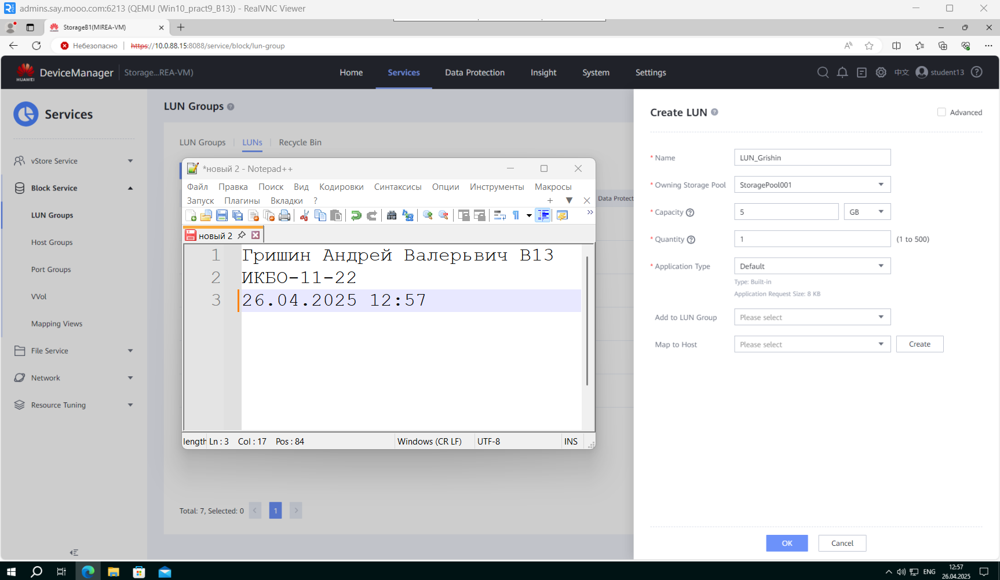 admins.say.mooo.com:6213 (QEMU (Win10_pract9_B13)) - RealVNC Viewer
StorageB1(MIREA-VM)
Небезопасно
https://10.0.88.15:8088/service/block/lun-group
HUAWEI
DeviceManager
Storage...REA-VM)
Home
Services
Data Protection
Insight
System
Settings
中文
student13
Services
vStore Service
Block Service
LUN Groups
Host Groups
Port Groups
VVol
Mapping Views
File Service
Network
Resource Tuning
LUN Groups
LUN Groups
LUNs
Recycle Bin
Data Protect
Total: 7, Selected: 0
1
*новый 2 - Notepad++
Файл
Правка
Поиск
Вид
Кодировки
Синтаксисы
Опции
Инструменты
Макросы
Запуск
Плагины
Вкладки
?
новый 2
1 Гришин Андрей Валерьвич В13
2 ИКБО-11-22
3 26.04.2025 12:57
length
Ln : 3 Col : 17 Pos : 84
Windows (CR LF)
UTF-8
INS
Create LUN
Advanced
* Name
LUN_Grishin
* Owning Storage Pool
StoragePool001
* Capacity
5
GB
* Quantity
1
(1 to 500)
* Application Type
Default
Type: Built-in
Application Request Size: 8 KB
Add to LUN Group
Please select
Map to Host
Please select
Create
OK
Cancel
ENG
12:57
26.04.2025